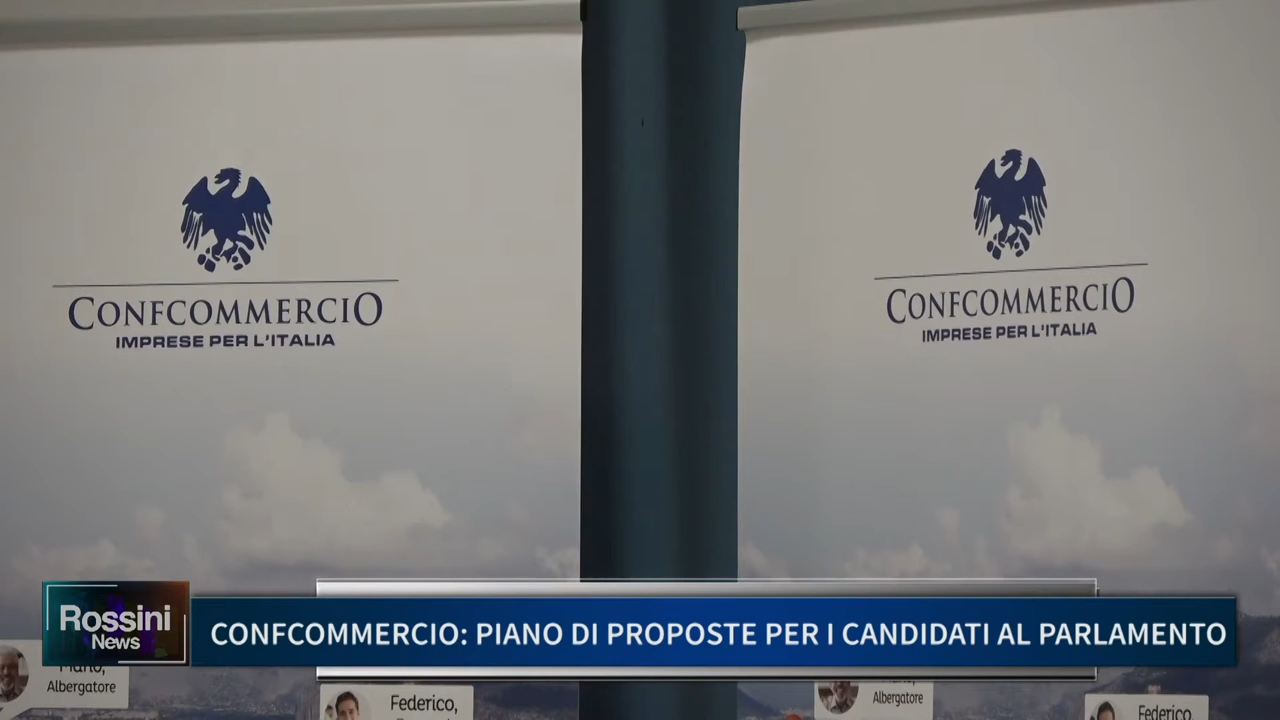 CONFCOMMERCIO
IMPRESE PER L'ITALIA
CONFCOMMERCIO
IMPRESE PER L'ITALIA
Rossini
News
CONFCOMMERCIO: PIANO DI PROPOSTE PER I CANDIDATI AL PARLAMENTO
Mario,
Albergatore
Federico,
Albergatore
Federico,